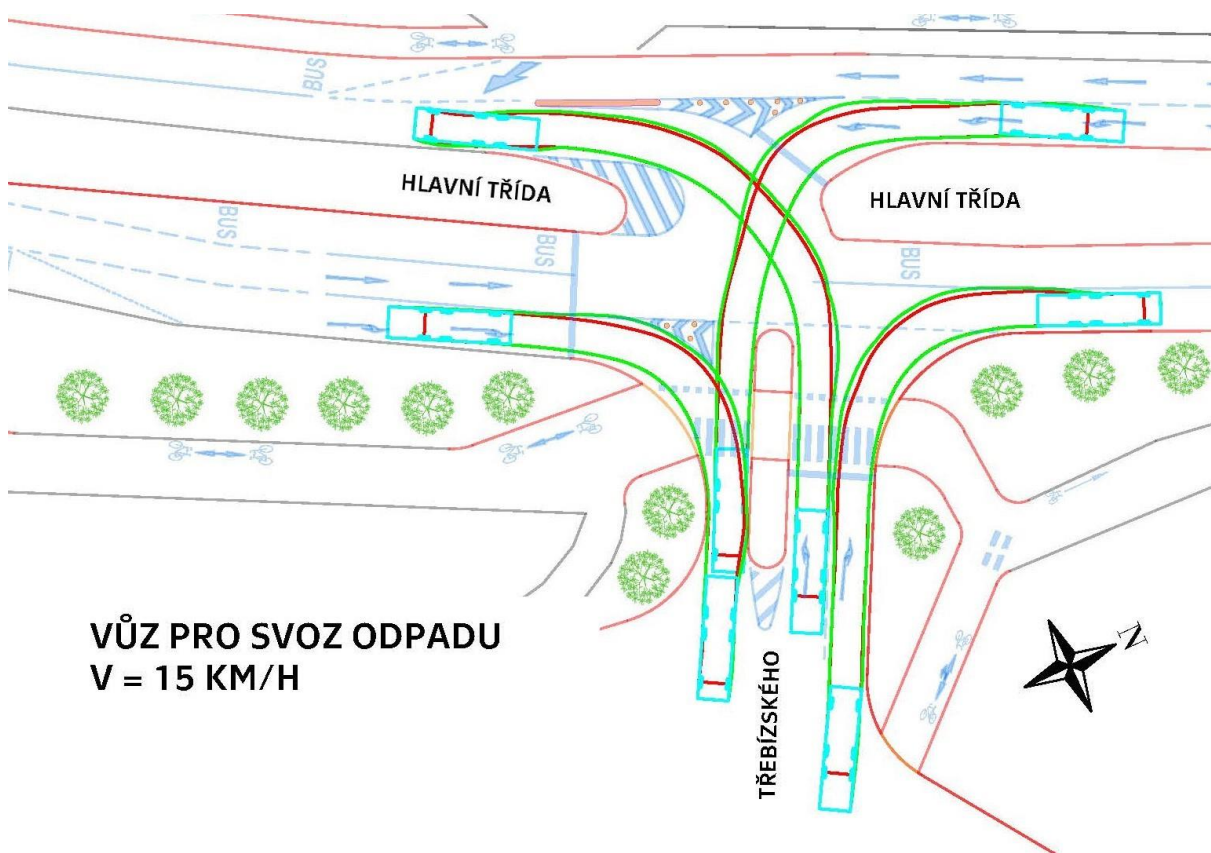 BUS
HLAVNÍ TŘÍDA
HLAVNÍ TŘÍDA
BUS
BUS
BUS
VŮZ PRO SVOZ ODPADU
V = 15 KM/H
TŘEBÍZSKÉHO
N